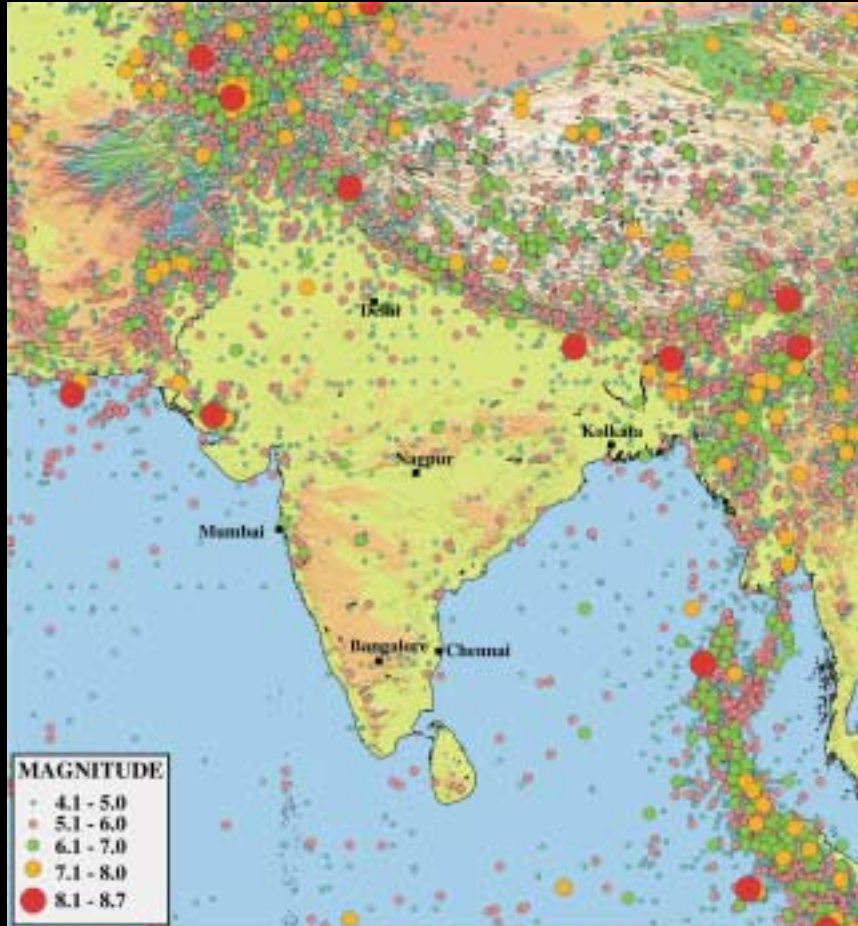 Delhi
Kolkata
Nagpur
Mumbai
Bangalore
Chennai
MAGNITUDE
4.1 - 5.0
5.1 - 6.0
6.1 - 7.0
7.1 - 8.0
8.1 - 8.7